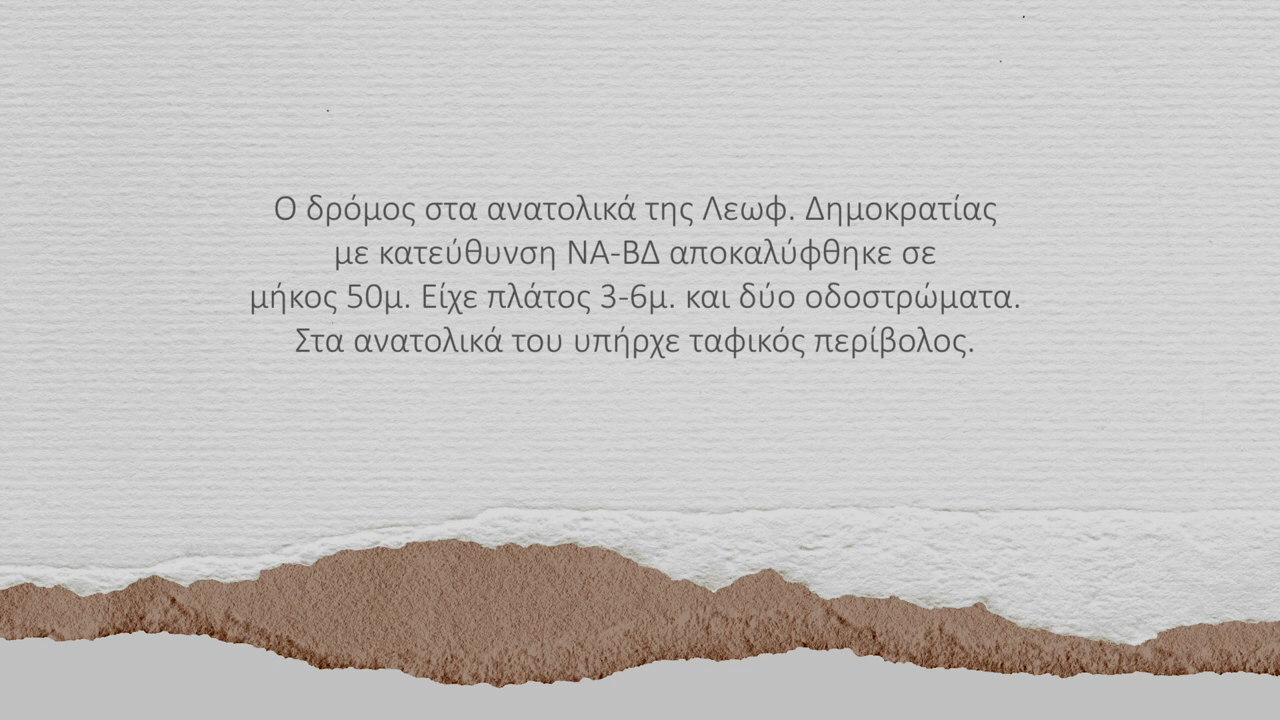 Ο δρόμος στα ανατολικά της Λεωφ. Δημοκρατίας
με κατεύθυνση ΝΑ-ΒΔ αποκαλύφθηκε σε
μήκος 50μ. Είχε πλάτος 3-6μ. και δύο οδοστρώματα.
Στα ανατολικά του υπήρχε ταφικός περίβολος.